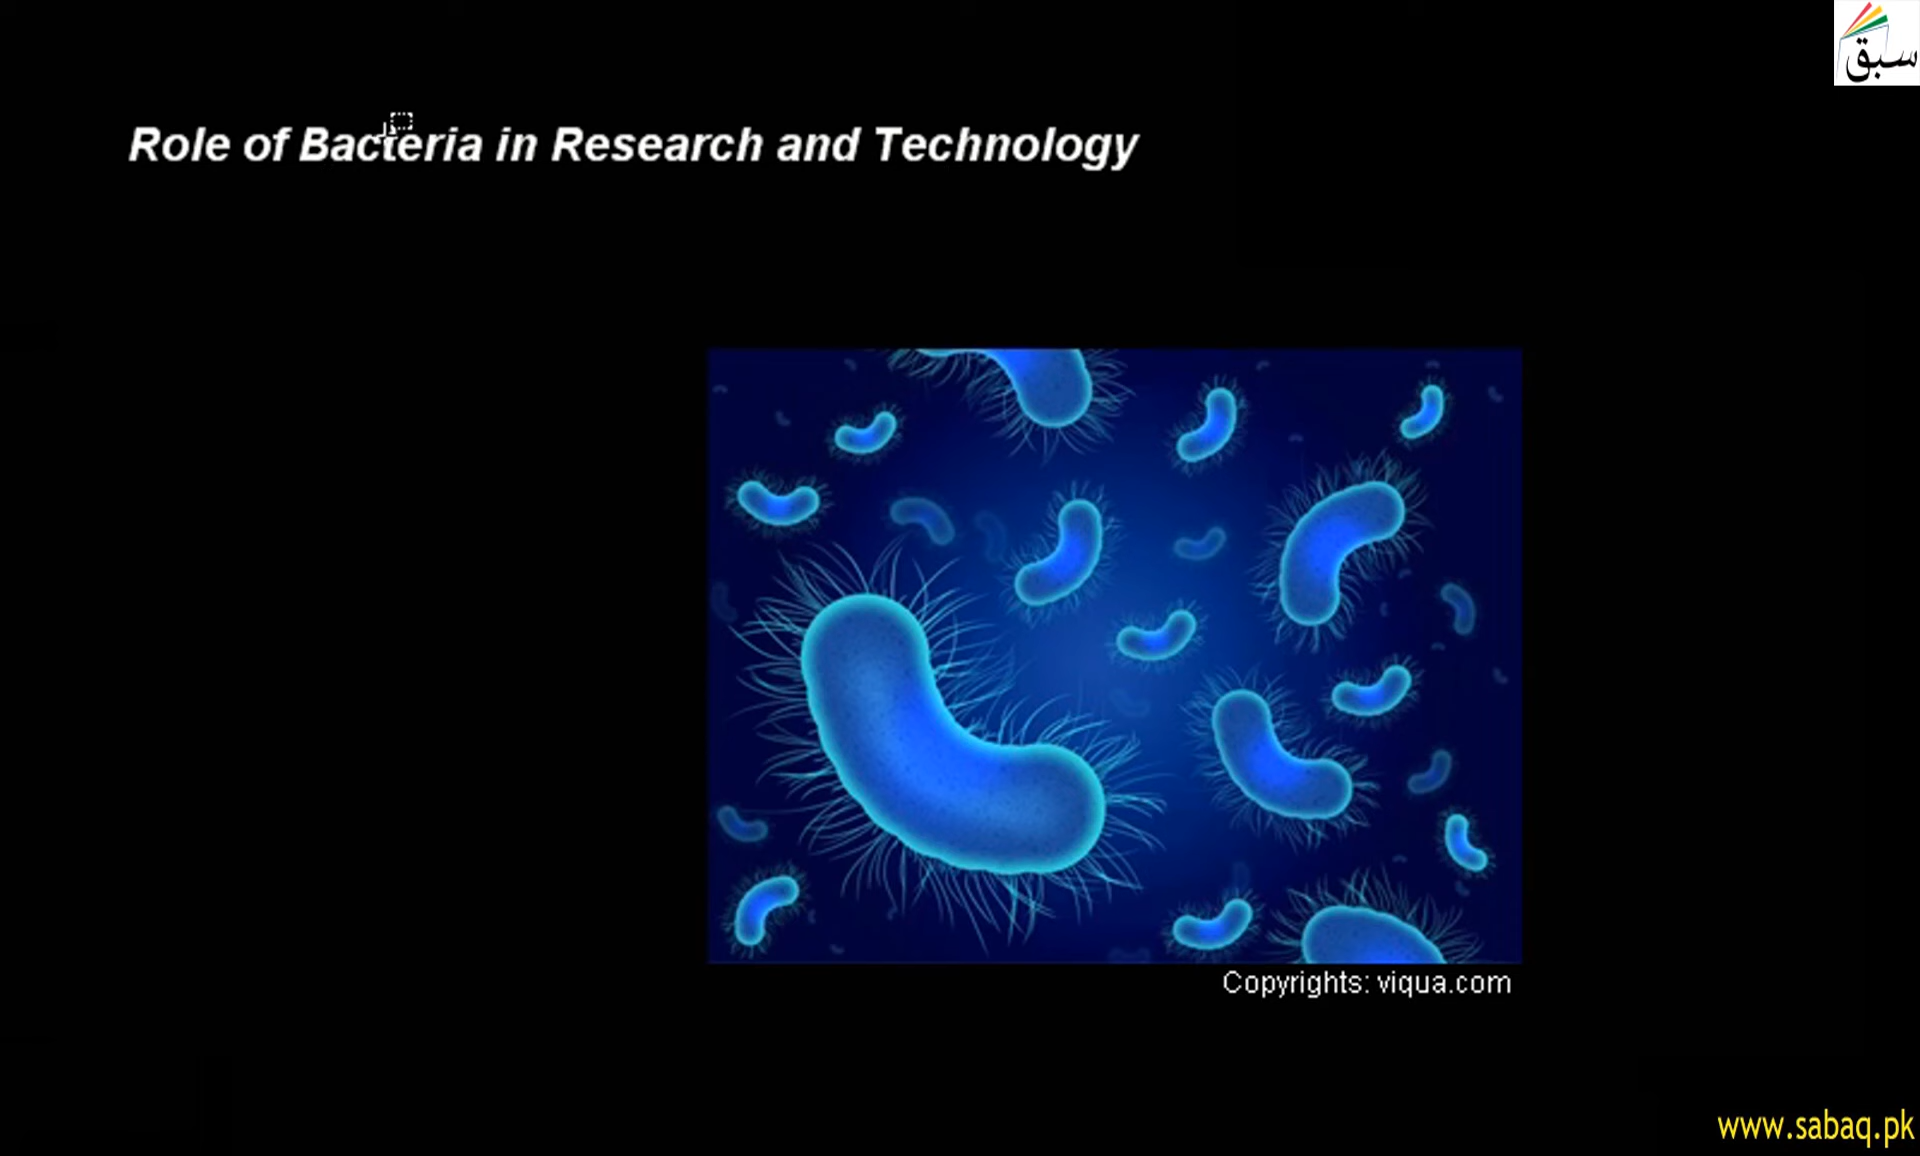 سبق
Role of Bacteria in Research and Technology
Copyrights: viqua.com
www.sabaq.pk